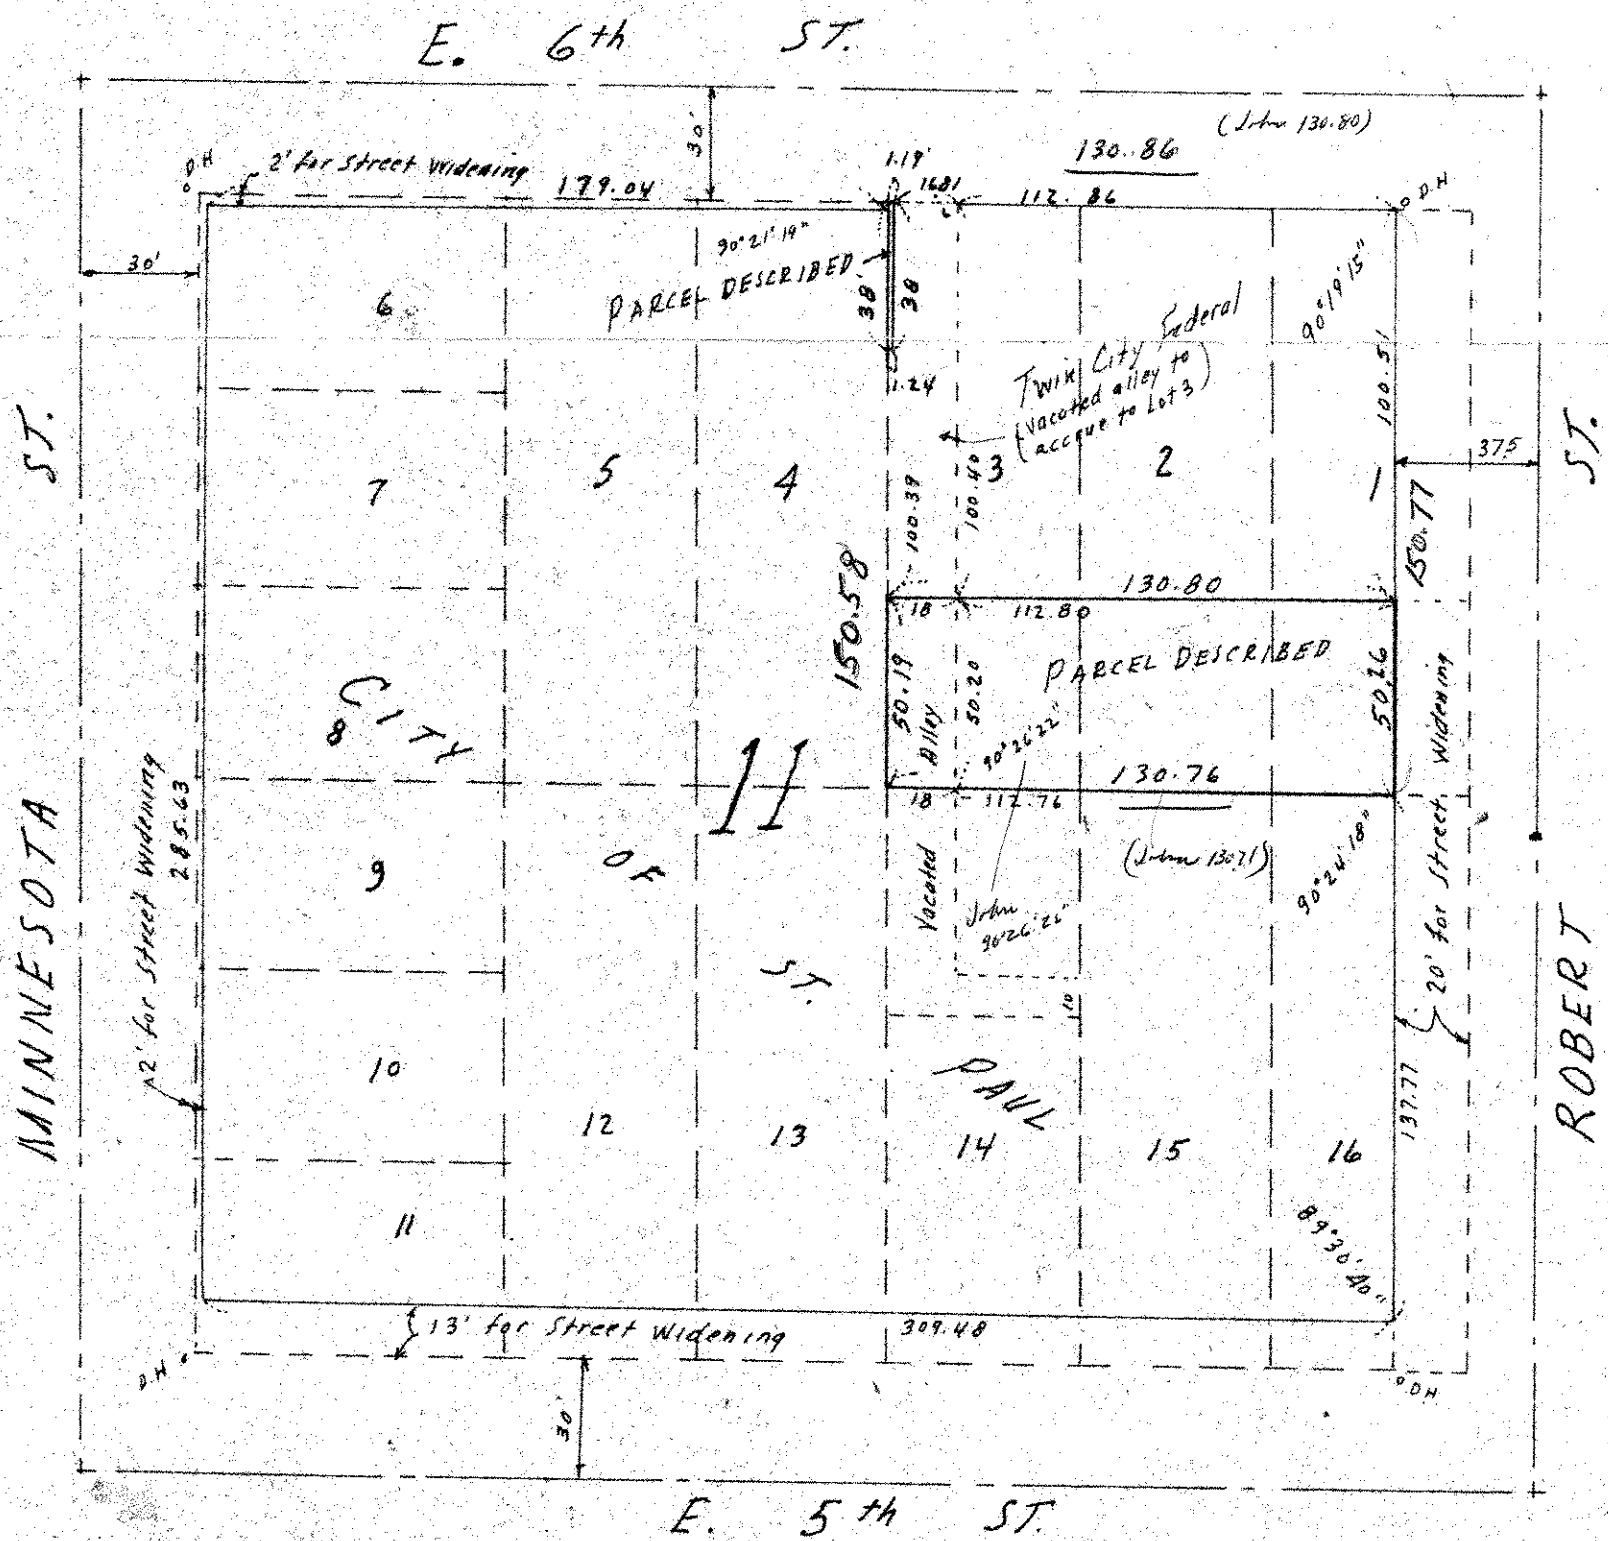 E. 6th ST.
(John 130.80)
130.86
30'
D.H
2' for Street Widening
179.04
1.19'
16.81
112.86
D.H
30'
90°21'19"
PARCEL DESCRIBED
38'
38
90°19'15"
6
1.24
Twin City Federal
(vacated alley to
accrue to Lot 3)
100.51
ST.
7
5
4
3
2
1
37.5
ST.
100.39
100.40
150.77
150.58
130.80
18
112.80
PARCEL DESCRIBED
50.19
50.20
50.26
Alley
90°26'22"
8
CITY
11
130.76
18
112.76
(John 130.71)
90°24'10"
2' for Street Widening
285.63
MINNESOTA
9
OF
Vacated
John
90°26'26"
20' for Street Widening
ST.
10
10
PAUL
137.77
ROBERT
12
13
14
15
16
11
89°30'40"
13' for Street Widening
309.48
D.H
D.H
30'
E. 5th ST.